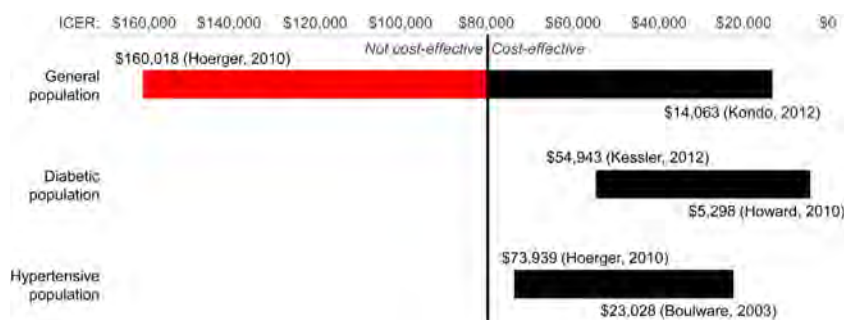 ICER: $160,000 $140,000 $120,000 $100,000 $80,000 $60,000 $40,000 $20,000 $0
Not cost-effective Cost-effective
$160,018 (Hoerger, 2010)
General
population
$14,063 (Kondo, 2012)
$54,943 (Kessler, 2012)
Diabetic
population
$5,298 (Howard, 2010)
$73,939 (Hoerger, 2010)
Hypertensive
population
$23,028 (Boulware, 2003)